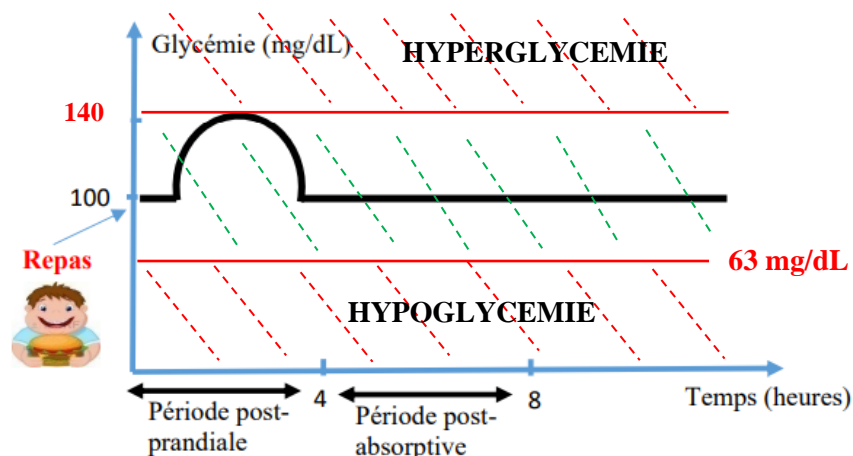 Glycémie (mg/dL)
HYPERGLYCEMIE
140
100
Repas
63 mg/dL
HYPOGLYCEMIE
4
8
Temps (heures)
Période post-
prandiale
Période post-
absorptive